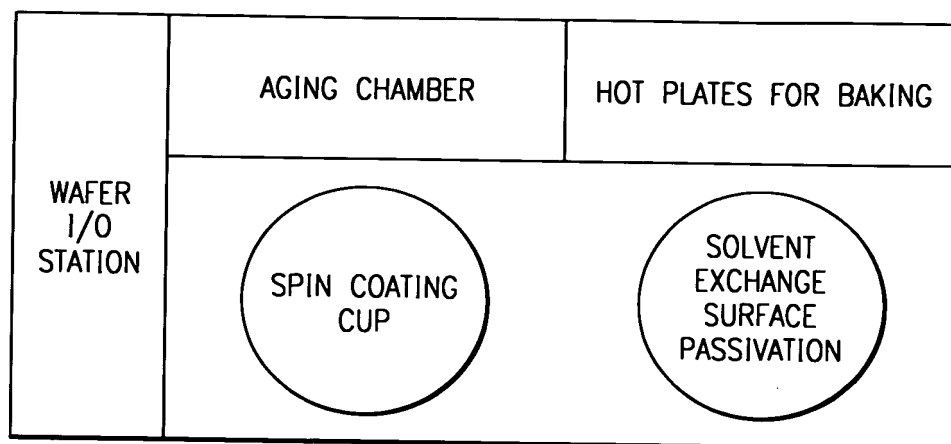 WAFER
I/O
STATION
AGING CHAMBER
HOT PLATES FOR BAKING
SPIN COATING
CUP
SOLVENT
EXCHANGE
SURFACE
PASSIVATION